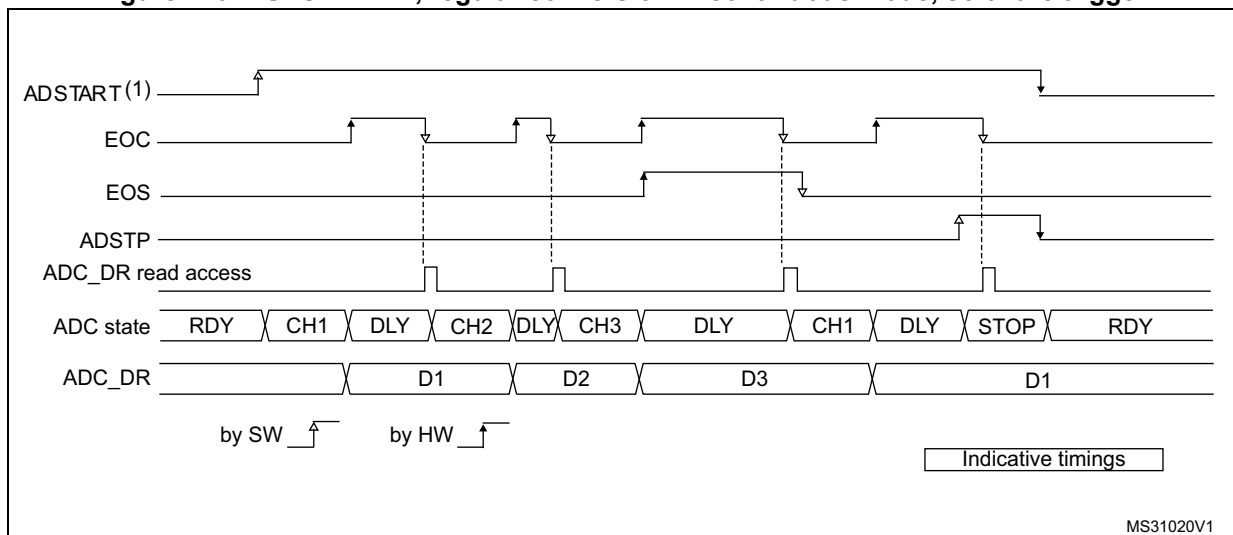 ADSTART(1)
EOC
EOS
ADSTP
ADC_DR read access
ADC state RDY CH1 DLY CH2 DLY CH3 DLY CH1 DLY STOP RDY
ADC_DR D1 D2 D3 D1
by SW by HW
Indicative timings
MS31020V1